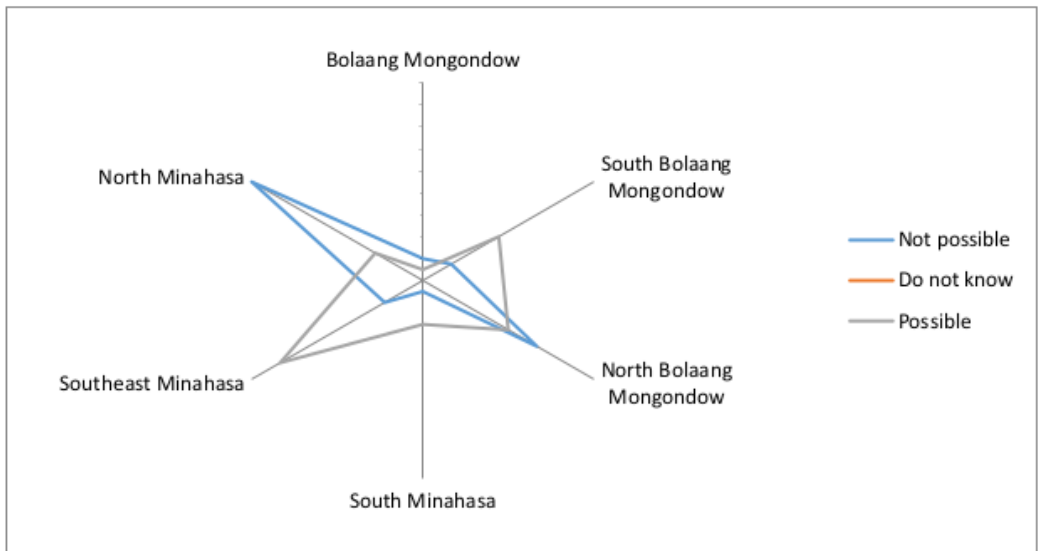 Bolaang Mongondow
North Minahasa
South Bolaang
Mongondow
Not possible
Do not know
Possible
Southeast Minahasa
North Bolaang
Mongondow
South Minahasa